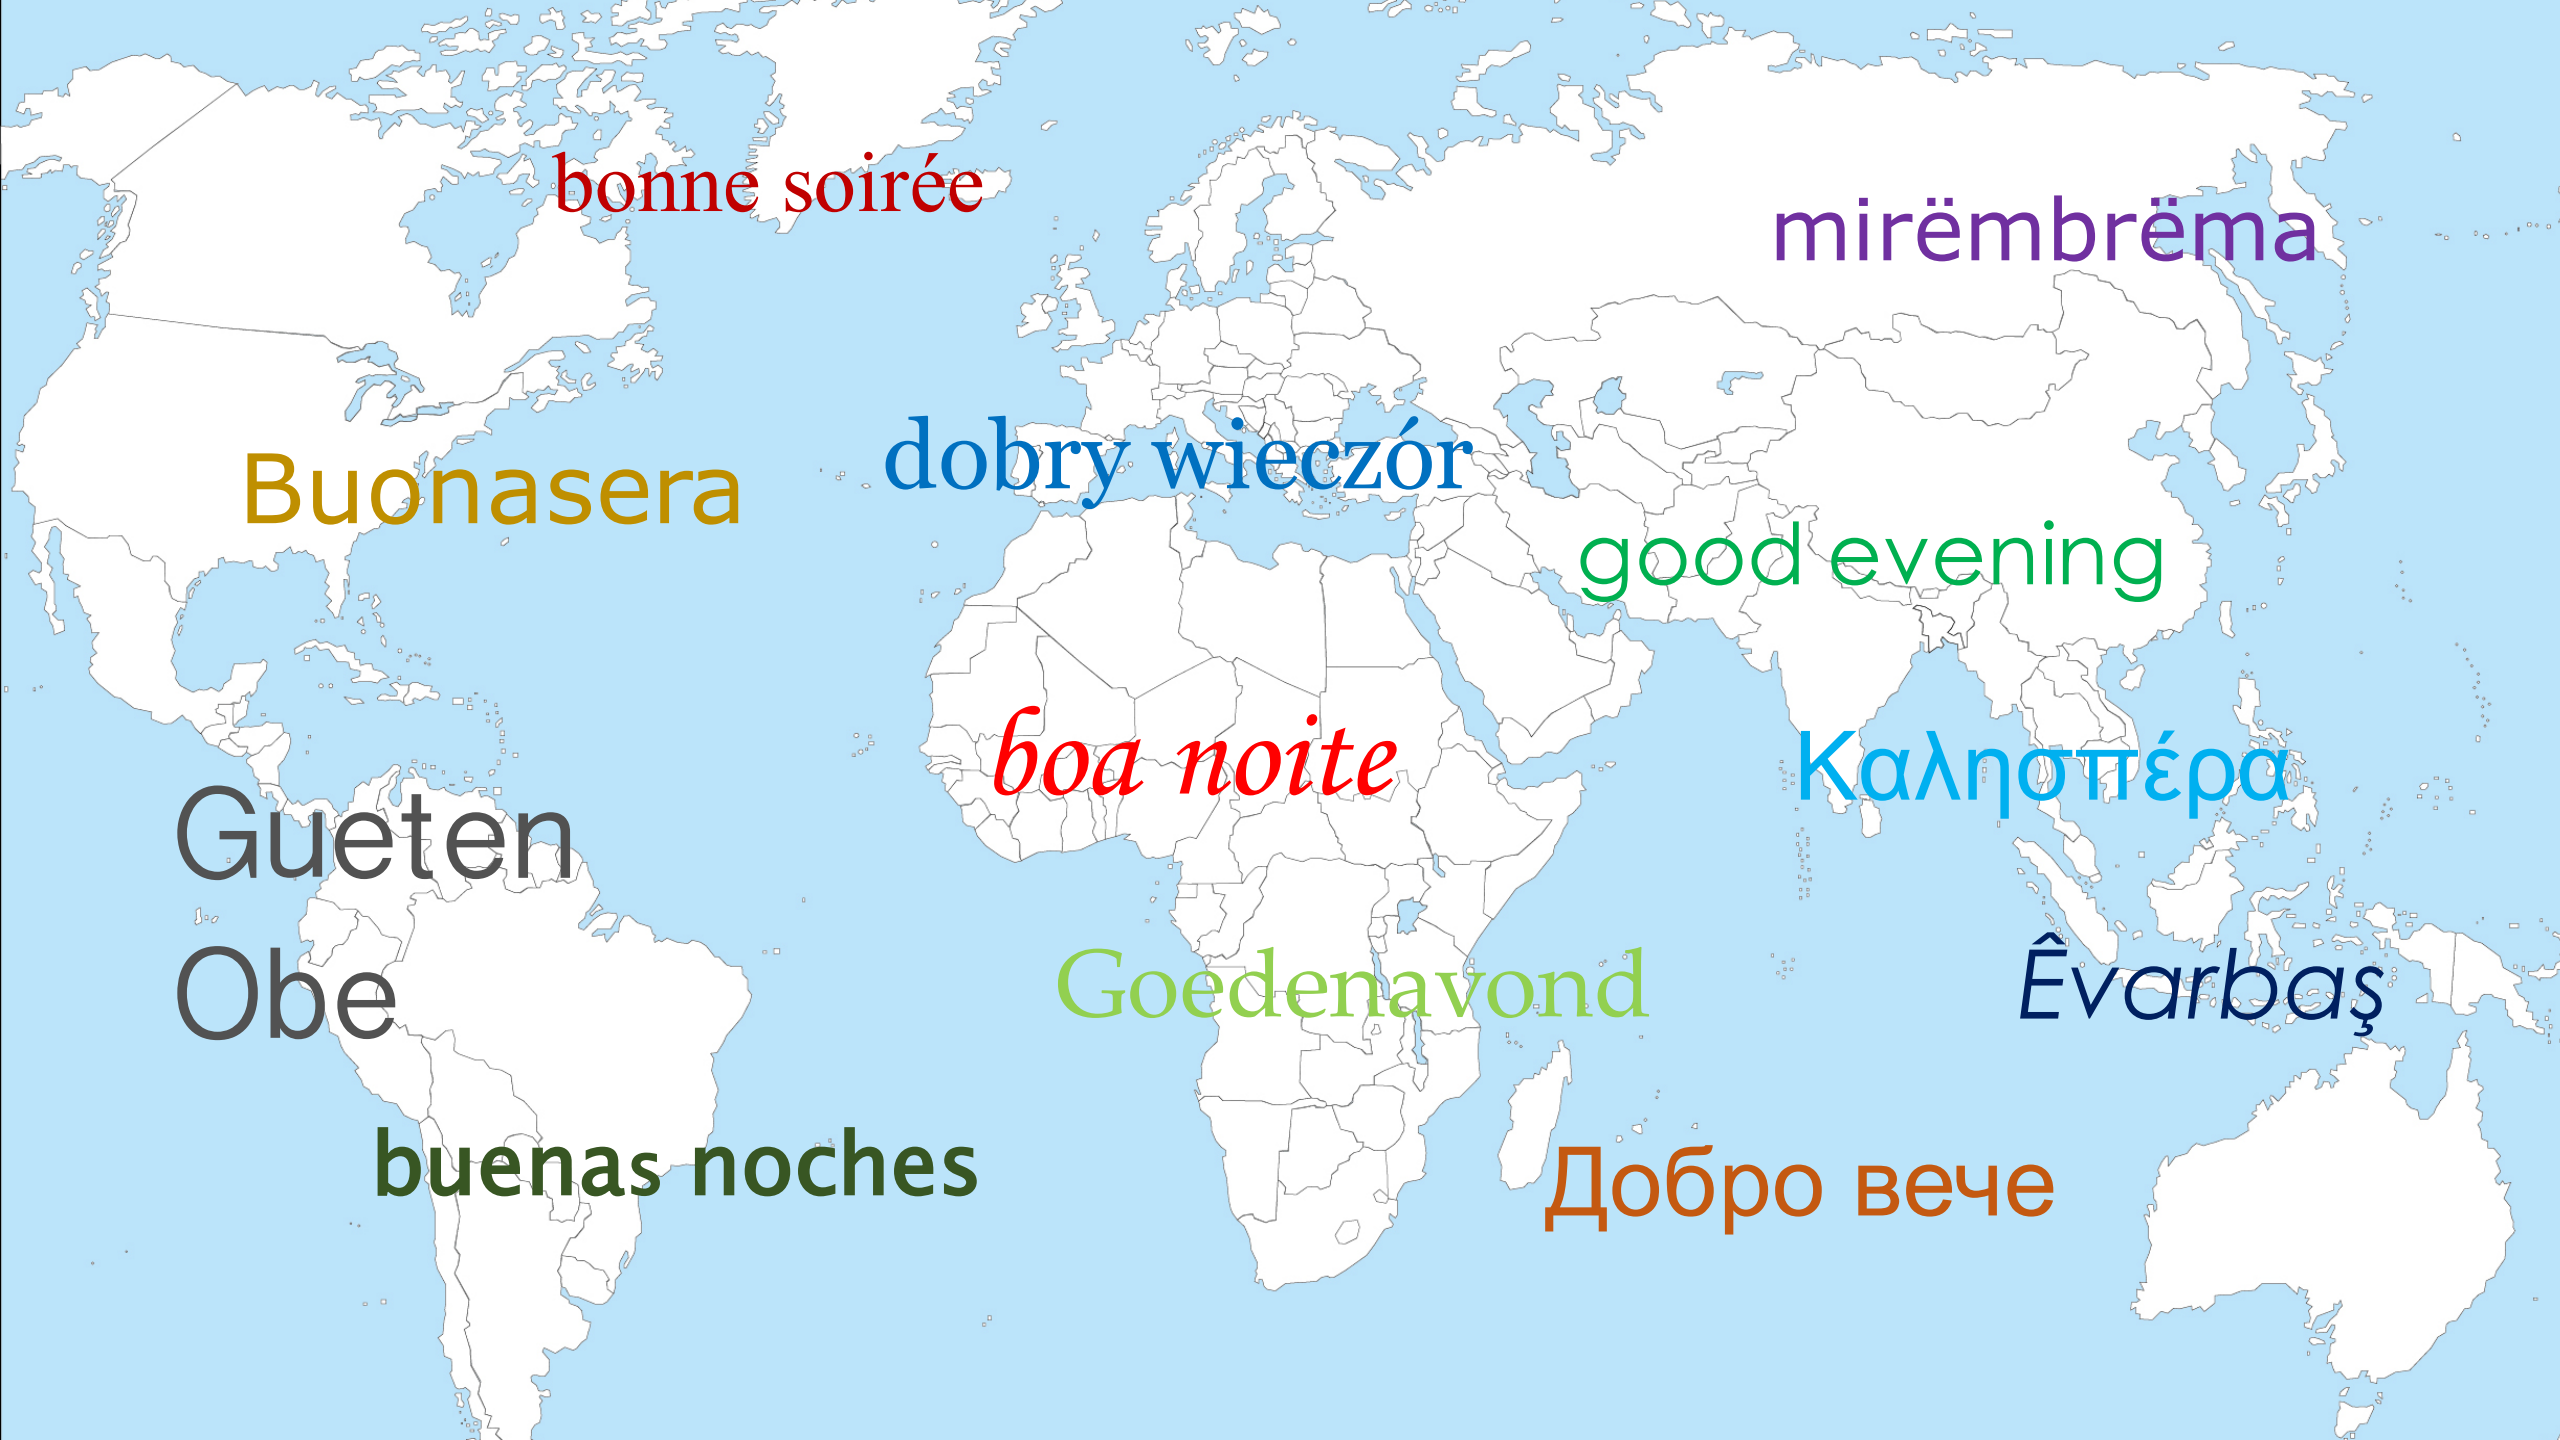 bonne soirée
mirëmbrëma
dobry wieczór
Buonasera
good evening
boa noite
Καλησπέρα
Gueten
Obe
Goedenavond
Êvarbaş
buenas noches
Добро вече